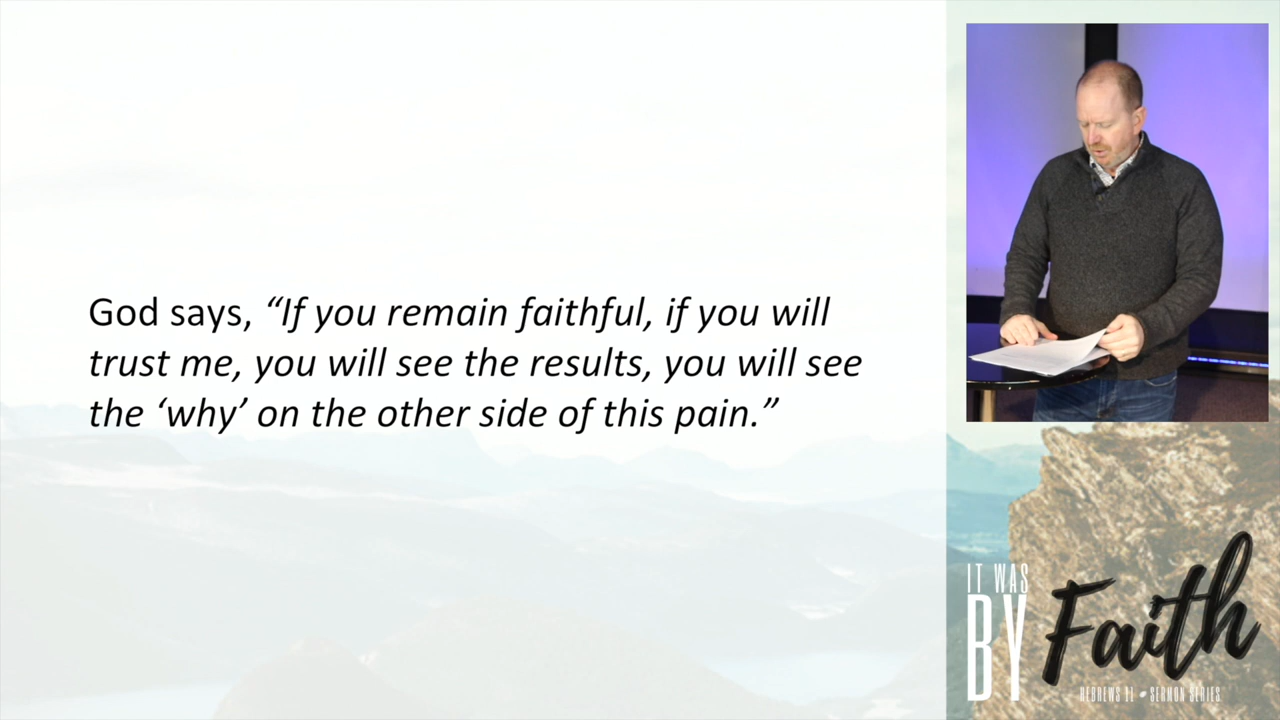 God says, “If you remain faithful, if you will
trust me, you will see the results, you will see
the ‘why’ on the other side of this pain.”
IT WAS
BY Faith
HEBREWS 11 • SERMON SERIES